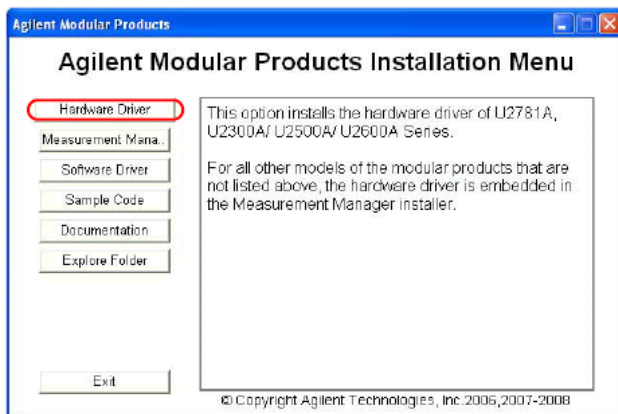 Agilent Modular Products
Agilent Modular Products Installation Menu
Hardware Driver
Measurement Mana..
Software Driver
Sample Code
Documentation
Explore Folder
Exit
This option installs the hardware driver of U2781A,
U2300A/ U2500A/ U2600A Series.
For all other models of the modular products that are
not listed above, the hardware driver is embedded in
the Measurement Manager installer.
© Copyright Agilent Technologies, Inc.2006,2007-2008